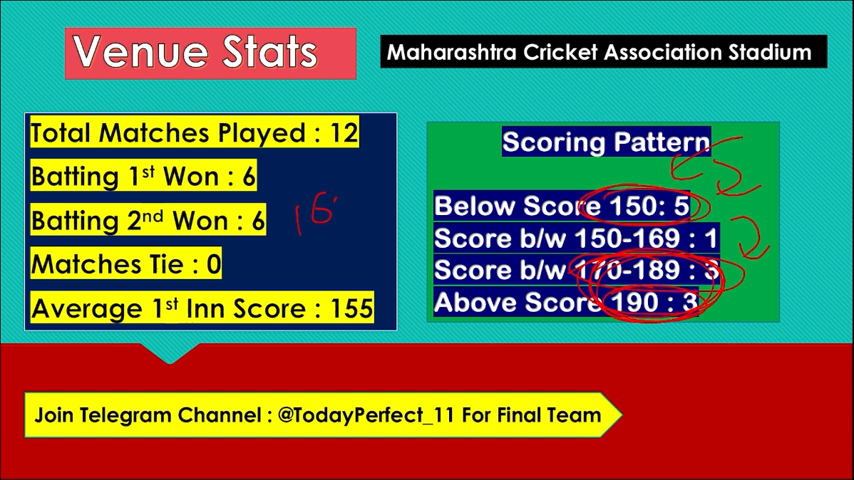 Venue Stats
Maharashtra Cricket Association Stadium
Total Matches Played : 12
Batting 1st Won : 6
Batting 2nd Won : 6
Matches Tie : 0
Average 1st Inn Score : 155
16
Scoring Pattern
Below Score 150: 5
Score b/w 150-169 : 1
Score b/w 170-189 : 3
Above Score 190 : 3
Join Telegram Channel : @TodayPerfect_11 For Final Team